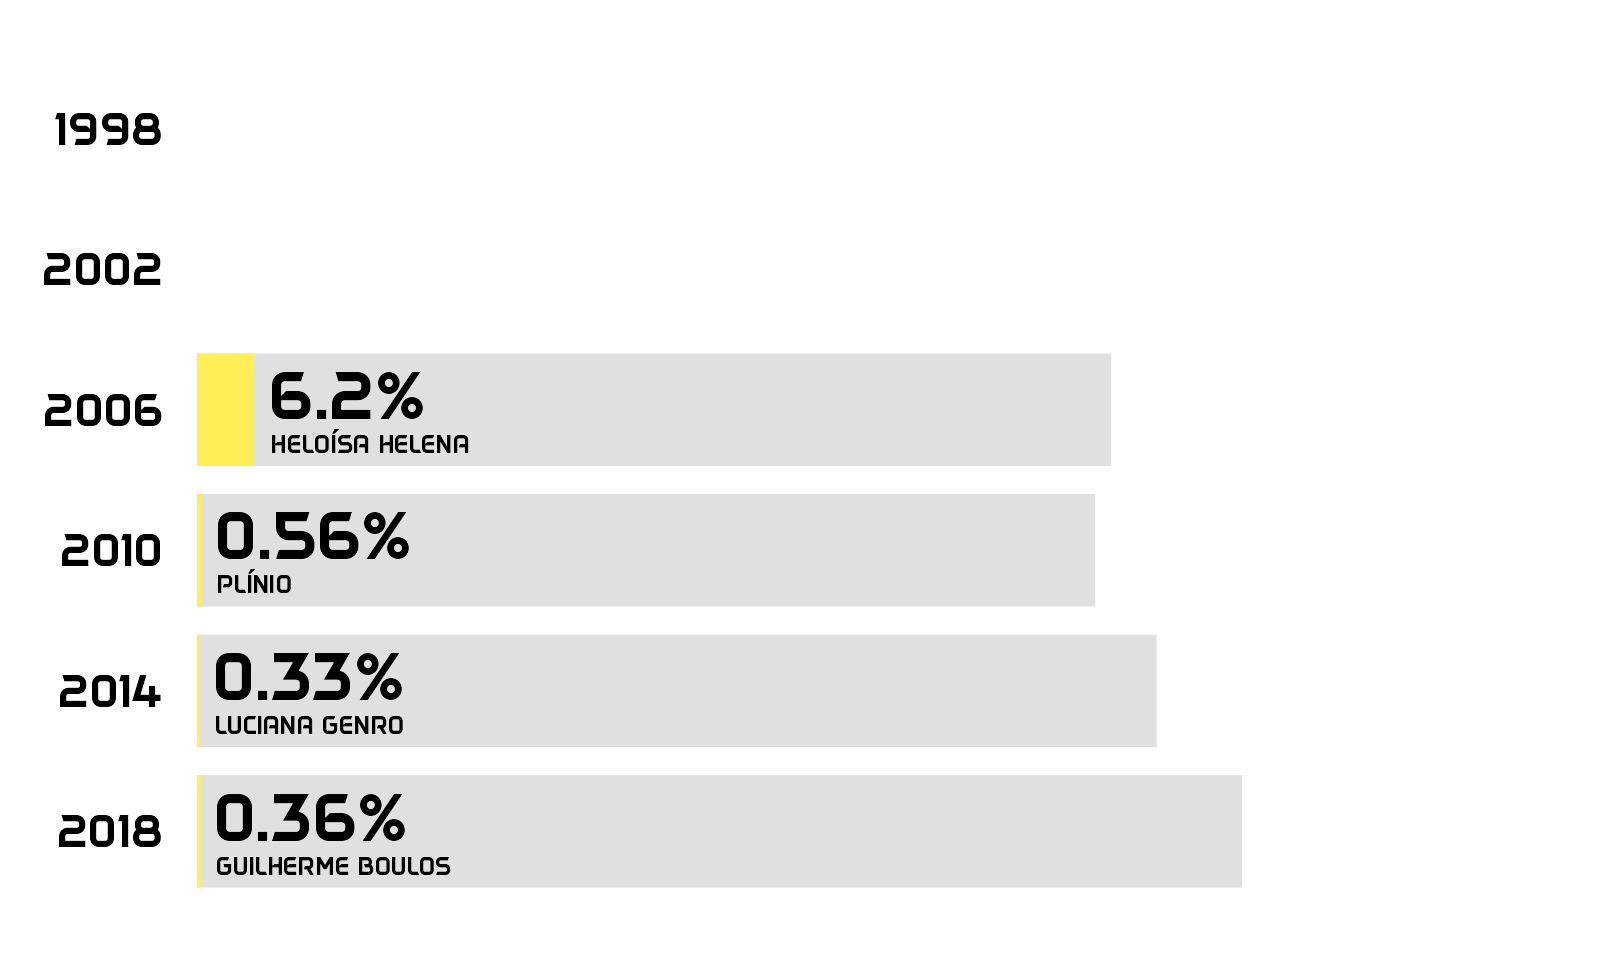 1998
2002
2006
6.2%
HELOÍSA HELENA
2010
0.56%
PLÍNIO
2014
0.33%
LUCIANA GENRO
2018
0.36%
GUILHERME BOULOS